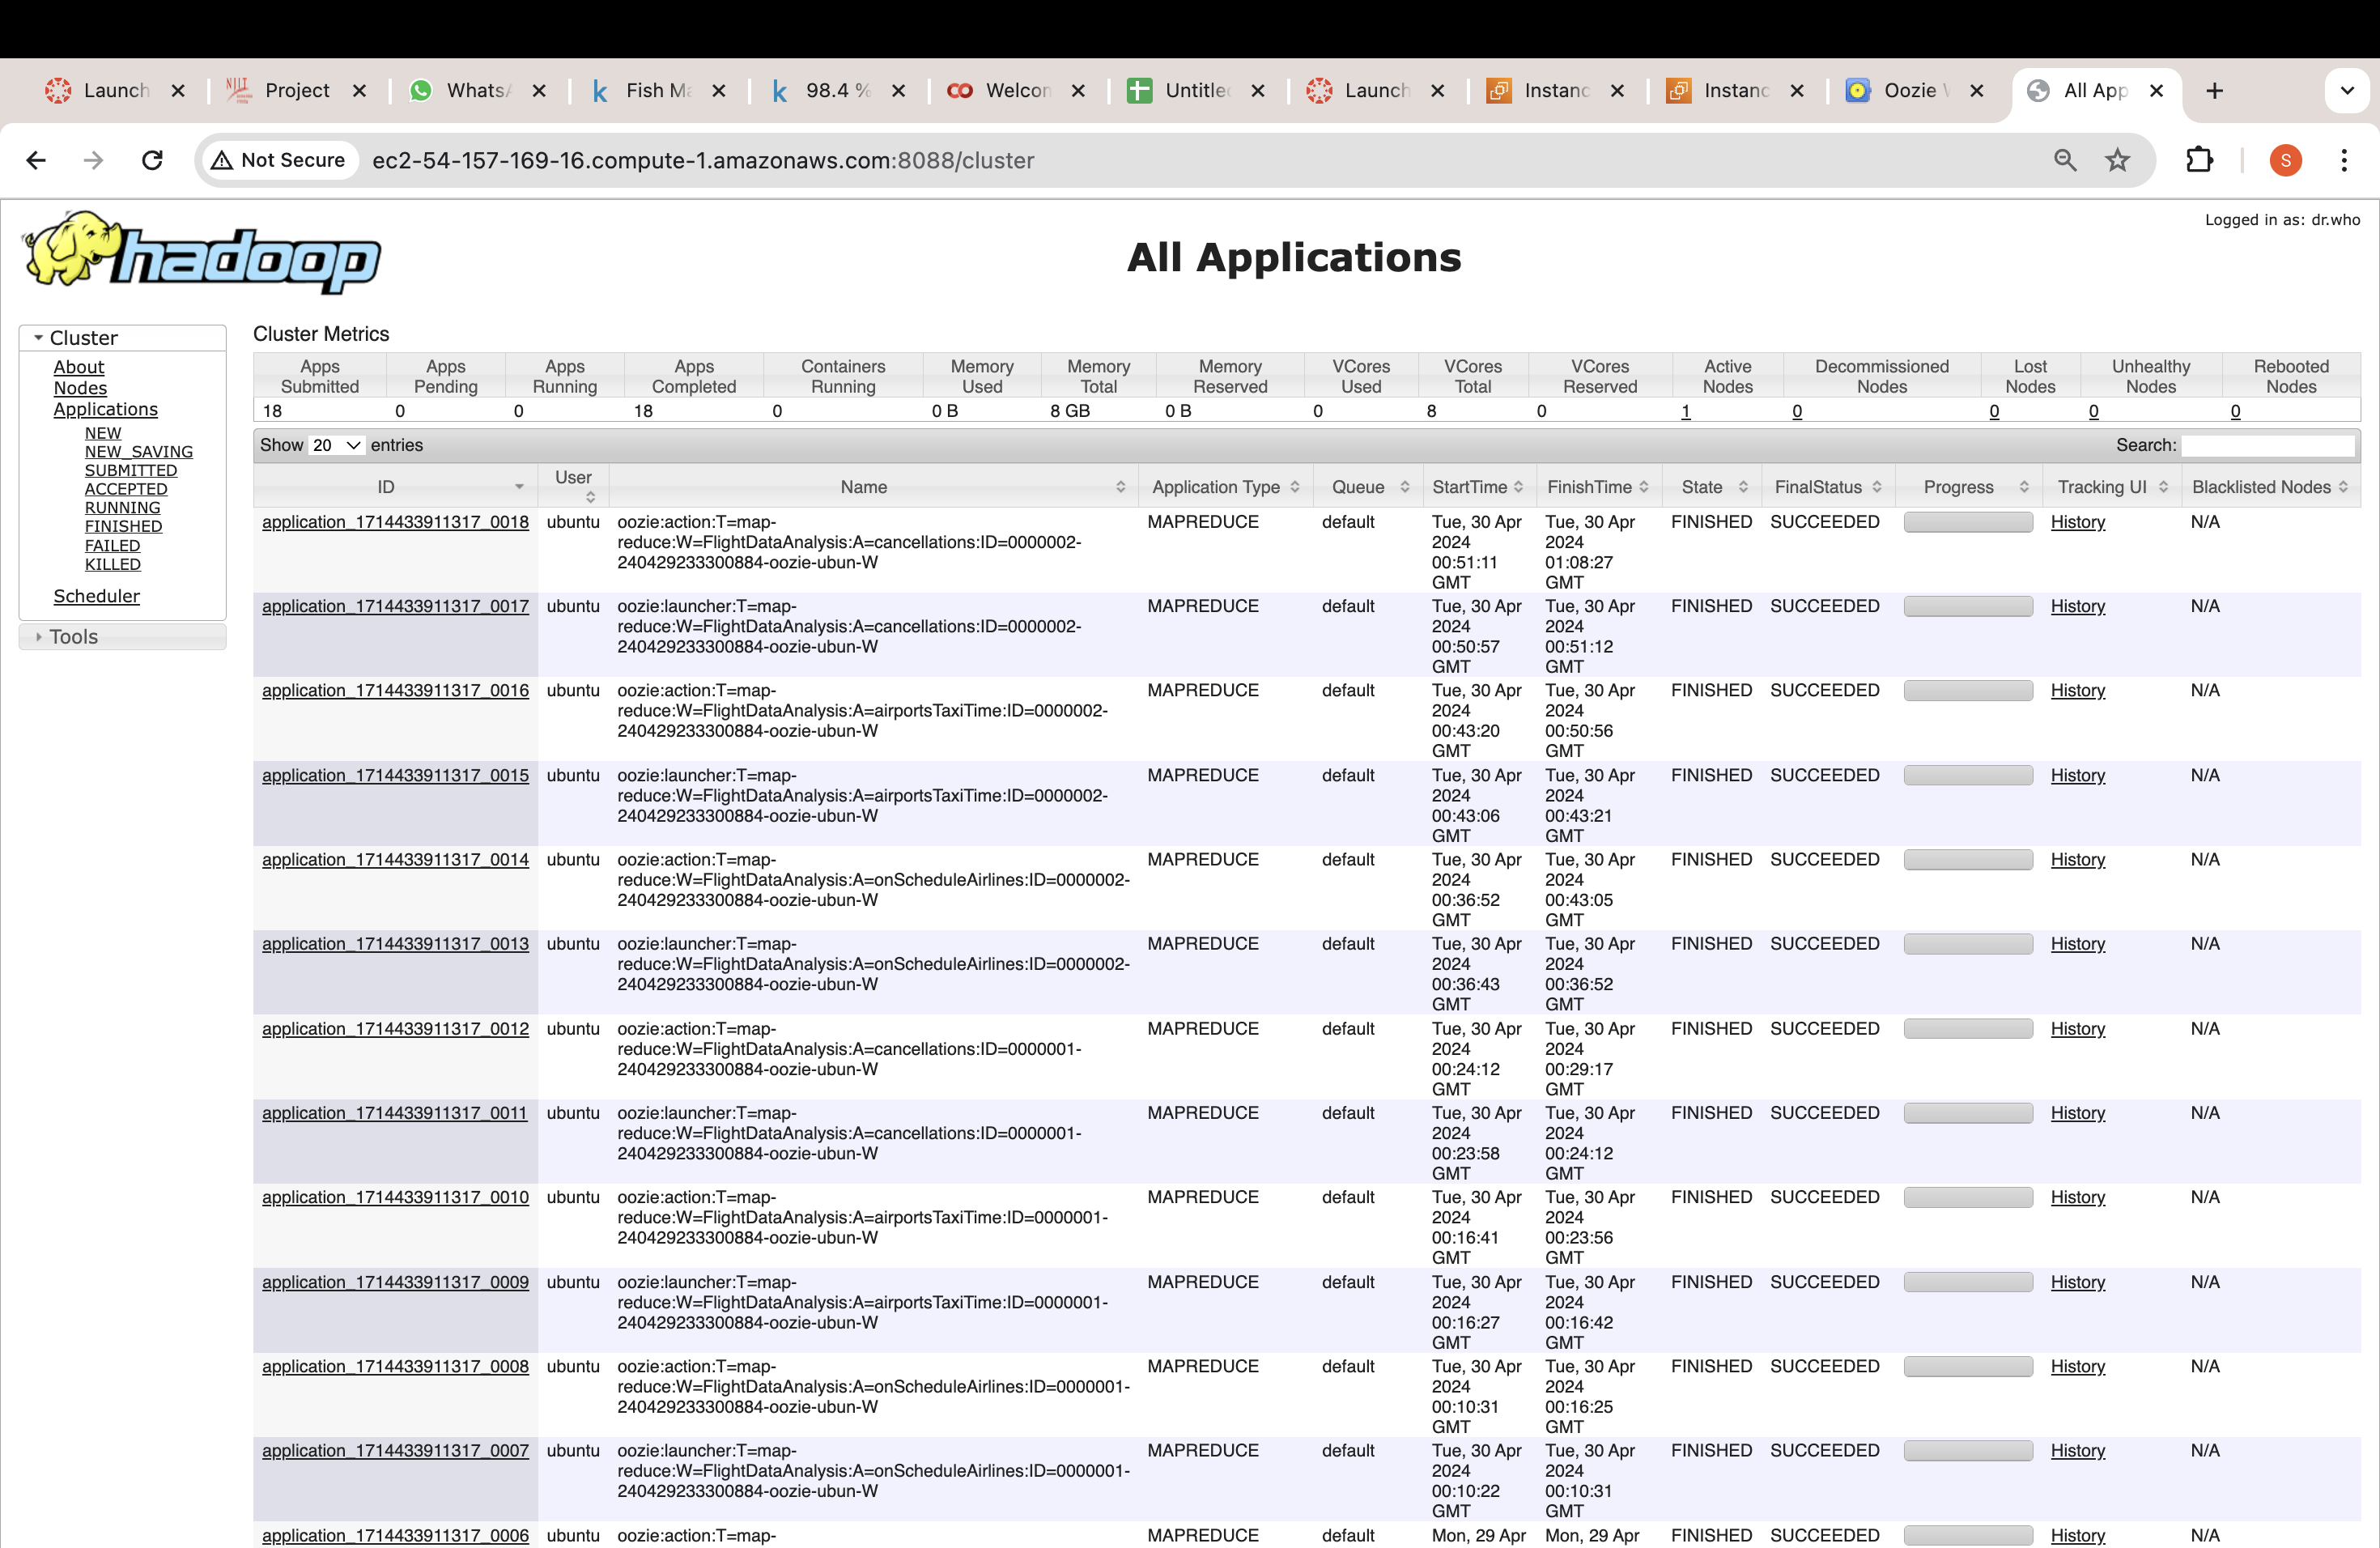 Launch
Project
WhatsA
Fish Ma
98.4 %
Welcom
Untitled
Launch
Instanc
Instanc
Oozie W
All App
Not Secure
ec2-54-157-169-16.compute-1.amazonaws.com:8088/cluster
S
hadoop
All Applications
Logged in as: dr.who
Cluster
About
Nodes
Applications
NEW
NEW_SAVING
SUBMITTED
ACCEPTED
RUNNING
FINISHED
FAILED
KILLED
Scheduler
Tools
Cluster Metrics
Apps Submitted Apps Pending Apps Running Apps Completed Containers Running Memory Used Memory Total Memory Reserved VCores Used VCores Total VCores Reserved Active Nodes Decommissioned Nodes Lost Nodes Unhealthy Nodes Rebooted Nodes
18 0 0 18 0 0 B 8 GB 0 B 0 8 0 1 0 0 0 0
Show 20 entries Search:
ID User Name Application Type Queue StartTime FinishTime State FinalStatus Progress Tracking UI Blacklisted Nodes
application_1714433911317_0018 ubuntu oozie:action:T=map- MAPREDUCE default Tue, 30 Apr Tue, 30 Apr FINISHED SUCCEEDED History N/A
reduce:W=FlightDataAnalysis:A=cancellations:ID=0000002- 2024 2024
240429233300884-oozie-ubun-W 00:51:11 01:08:27
GMT GMT
application_1714433911317_0017 ubuntu oozie:launcher:T=map- MAPREDUCE default Tue, 30 Apr Tue, 30 Apr FINISHED SUCCEEDED History N/A
reduce:W=FlightDataAnalysis:A=cancellations:ID=0000002- 2024 2024
240429233300884-oozie-ubun-W 00:50:57 00:51:12
GMT GMT
application_1714433911317_0016 ubuntu oozie:action:T=map- MAPREDUCE default Tue, 30 Apr Tue, 30 Apr FINISHED SUCCEEDED History N/A
reduce:W=FlightDataAnalysis:A=airportsTaxiTime:ID=0000002- 2024 2024
240429233300884-oozie-ubun-W 00:43:20 00:50:56
GMT GMT
application_1714433911317_0015 ubuntu oozie:launcher:T=map- MAPREDUCE default Tue, 30 Apr Tue, 30 Apr FINISHED SUCCEEDED History N/A
reduce:W=FlightDataAnalysis:A=airportsTaxiTime:ID=0000002- 2024 2024
240429233300884-oozie-ubun-W 00:43:06 00:43:21
GMT GMT
application_1714433911317_0014 ubuntu oozie:action:T=map- MAPREDUCE default Tue, 30 Apr Tue, 30 Apr FINISHED SUCCEEDED History N/A
reduce:W=FlightDataAnalysis:A=onScheduleAirlines:ID=0000002- 2024 2024
240429233300884-oozie-ubun-W 00:36:52 00:43:05
GMT GMT
application_1714433911317_0013 ubuntu oozie:launcher:T=map- MAPREDUCE default Tue, 30 Apr Tue, 30 Apr FINISHED SUCCEEDED History N/A
reduce:W=FlightDataAnalysis:A=onScheduleAirlines:ID=0000002- 2024 2024
240429233300884-oozie-ubun-W 00:36:43 00:36:52
GMT GMT
application_1714433911317_0012 ubuntu oozie:action:T=map- MAPREDUCE default Tue, 30 Apr Tue, 30 Apr FINISHED SUCCEEDED History N/A
reduce:W=FlightDataAnalysis:A=cancellations:ID=0000001- 2024 2024
240429233300884-oozie-ubun-W 00:24:12 00:29:17
GMT GMT
application_1714433911317_0011 ubuntu oozie:launcher:T=map- MAPREDUCE default Tue, 30 Apr Tue, 30 Apr FINISHED SUCCEEDED History N/A
reduce:W=FlightDataAnalysis:A=cancellations:ID=0000001- 2024 2024
240429233300884-oozie-ubun-W 00:23:58 00:24:12
GMT GMT
application_1714433911317_0010 ubuntu oozie:action:T=map- MAPREDUCE default Tue, 30 Apr Tue, 30 Apr FINISHED SUCCEEDED History N/A
reduce:W=FlightDataAnalysis:A=airportsTaxiTime:ID=0000001- 2024 2024
240429233300884-oozie-ubun-W 00:16:41 00:23:56
GMT GMT
application_1714433911317_0009 ubuntu oozie:launcher:T=map- MAPREDUCE default Tue, 30 Apr Tue, 30 Apr FINISHED SUCCEEDED History N/A
reduce:W=FlightDataAnalysis:A=airportsTaxiTime:ID=0000001- 2024 2024
240429233300884-oozie-ubun-W 00:16:27 00:16:42
GMT GMT
application_1714433911317_0008 ubuntu oozie:action:T=map- MAPREDUCE default Tue, 30 Apr Tue, 30 Apr FINISHED SUCCEEDED History N/A
reduce:W=FlightDataAnalysis:A=onScheduleAirlines:ID=0000001- 2024 2024
240429233300884-oozie-ubun-W 00:10:31 00:16:25
GMT GMT
application_1714433911317_0007 ubuntu oozie:launcher:T=map- MAPREDUCE default Tue, 30 Apr Tue, 30 Apr FINISHED SUCCEEDED History N/A
reduce:W=FlightDataAnalysis:A=onScheduleAirlines:ID=0000001- 2024 2024
240429233300884-oozie-ubun-W 00:10:22 00:10:31
GMT GMT
application_1714433911317_0006 ubuntu oozie:action:T=map- MAPREDUCE default Mon, 29 Apr Mon, 29 Apr FINISHED SUCCEEDED History N/A